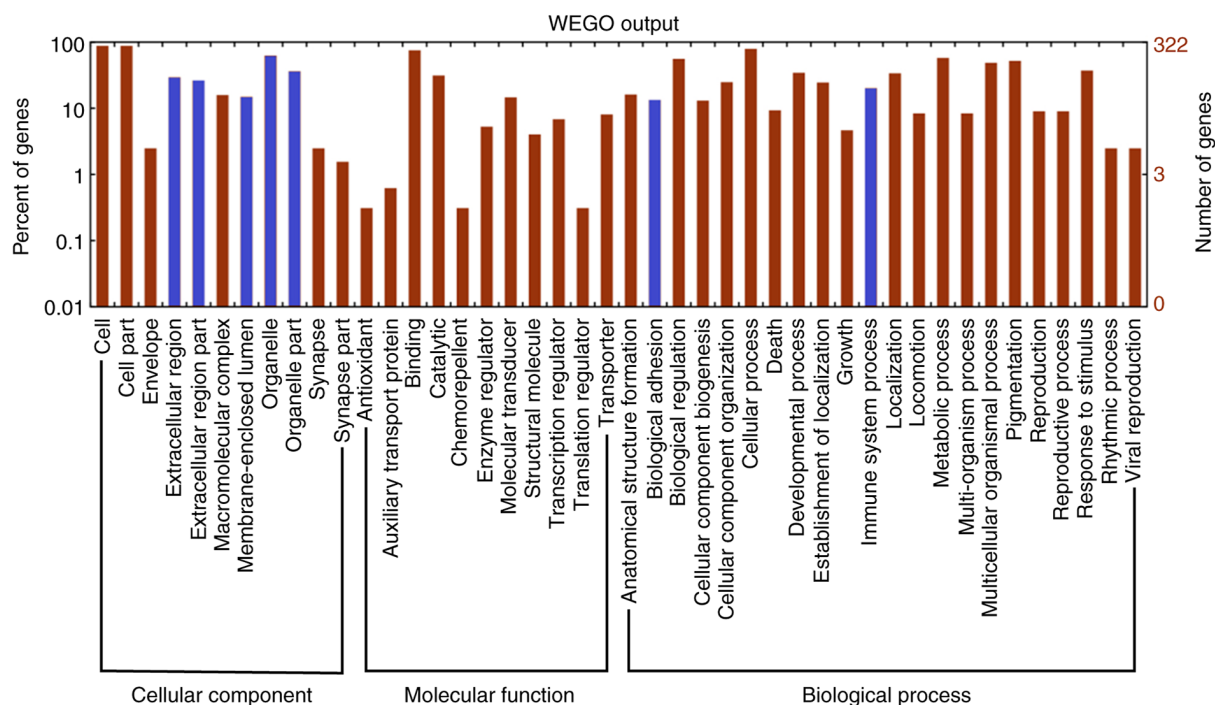 WEGO output
Percent of genes
100
10
1
0.1
0.01
322
3
0
Number of genes
Cell
Cell part
Envelope
Extracellular region
Extracellular region part
Macromolecular complex
Membrane-enclosed lumen
Organelle
Organelle part
Synapse
Synapse part
Antioxidant
Auxiliary transport protein
Binding
Catalytic
Chemorepellent
Enzyme regulator
Molecular transducer
Structural molecule
Transcription regulator
Translation regulator
Transporter
Anatomical structure formation
Biological adhesion
Biological regulation
Cellular component biogenesis
Cellular component organization
Cellular process
Death
Developmental process
Establishment of localization
Growth
Immune system process
Localization
Locomotion
Metabolic process
Multi-organism process
Multicellular organismal process
Pigmentation
Reproduction
Reproductive process
Response to stimulus
Rhythmic process
Viral reproduction
Cellular component
Molecular function
Biological process